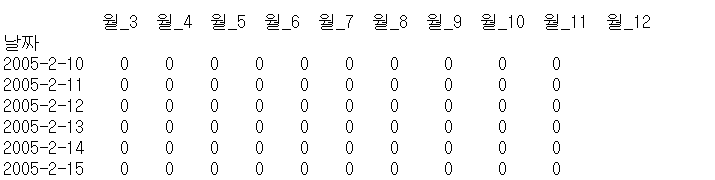 월_3 월_4 월_5 월_6 월_7 월_8 월_9 월_10 월_11 월_12
날짜
2005-2-10 0 0 0 0 0 0 0 0 0 0
2005-2-11 0 0 0 0 0 0 0 0 0 0
2005-2-12 0 0 0 0 0 0 0 0 0 0
2005-2-13 0 0 0 0 0 0 0 0 0 0
2005-2-14 0 0 0 0 0 0 0 0 0 0
2005-2-15 0 0 0 0 0 0 0 0 0 0